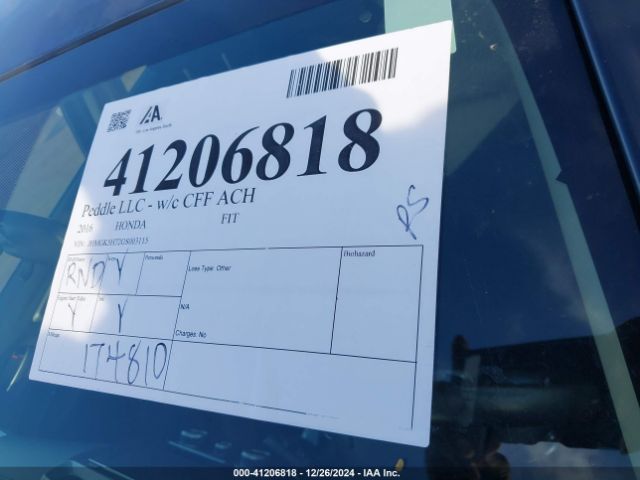 IAA.
41206818
Peddle LLC - w/c CFF ACH
2016 HONDA FIT
RS
Biohazard
RND Y
Loss Type: Other
Y Y
N/A
Charges: No
174810
000-41206818 - 12/26/2024 - IAA Inc.